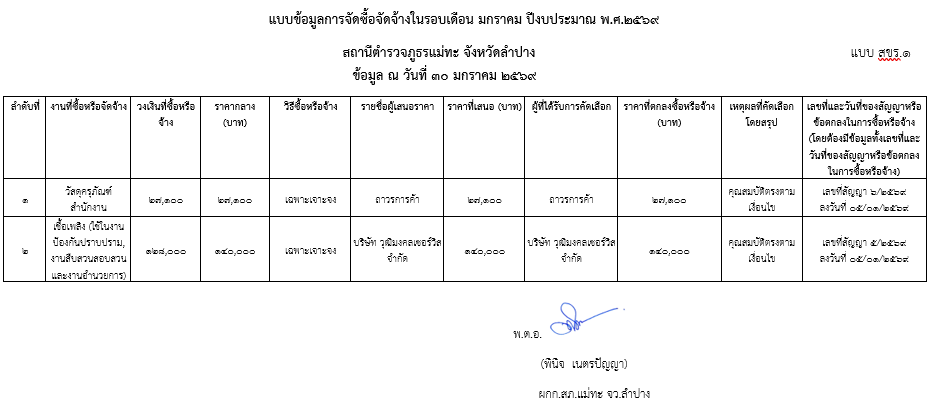 แบบข้อมูลการจัดซื้อจัดจ้างในรอบเดือน มกราคม ปีงบประมาณ พ.ศ.๒๕๖๙
สถานีตำรวจภูธรแม่ทะ จังหวัดลำปาง
แบบ สขร.๑
ข้อมูล ณ วันที่ ๓๐ มกราคม ๒๕๖๙
ลำดับที่ งานที่ซื้อหรือจัดจ้าง วงเงินที่ซื้อหรือ ราคากลาง วิธีซื้อหรือจ้าง รายชื่อผู้เสนอราคา ราคาที่เสนอ (บาท) ผู้ที่ได้รับการคัดเลือก ราคาที่ตกลงซื้อหรือจ้าง เหตุผลที่คัดเลือก เลขที่และวันที่ของสัญญาหรือ
จ้าง (บาท) (บาท) โดยสรุป ข้อตกลงในการซื้อหรือจ้าง
(โดยต้องมีข้อมูลทั้งเลขที่และ
วันที่ของสัญญาหรือข้อตกลง
ในการซื้อหรือจ้าง)
วัสดุครุภัณฑ์ คุณสมบัติตรงตาม เลขที่สัญญา ๖/๒๕๖๙
๑ สำนักงาน ๒๗,๑๐๐ ๒๗,๑๐๐ เฉพาะเจาะจง ถาวรการค้า ๒๗,๑๐๐ ถาวรการค้า ๒๗,๑๐๐ เงื่อนไข ลงวันที่ ๐๕/๐๑/๒๕๖๙
เชื้อเพลิง (ใช้ในงาน
ป้องกันปราบปราม, บริษัท วุฒิมงคลเซอร์วิส บริษัท วุฒิมงคลเซอร์วิส คุณสมบัติตรงตาม เลขที่สัญญา ๕/๒๕๖๙
๒ งานสืบสวนสอบสวน ๑๒๘,๐๐๐ ๑๔๐,๐๐๐ เฉพาะเจาะจง จำกัด ๑๔๐,๐๐๐ จำกัด ๑๔๐,๐๐๐ เงื่อนไข ลงวันที่ ๐๕/๐๑/๒๕๖๙
และงานอำนวยการ)
พ.ต.อ.
(พินิจ เนตรปัญญา)
ผกก.สภ.แม่ทะ จว.ลำปาง